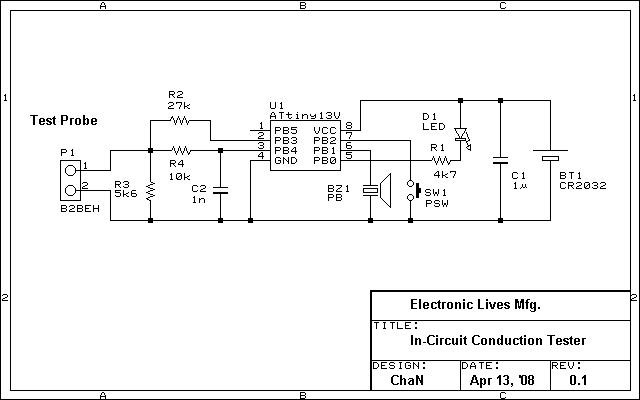 A B C
1 1
Test Probe
R2
27k
U1
ATtiny13V
1 PB5 VCC 8
2 PB3 PB2 7
3 PB4 PB1 6
4 GND PB0 5
D1
LED
P1
1
2
B2BEH
R4
10k
R3
5k6
C2
1n
R1
4k7
BZ1
PB
SW1
PSW
C1
1μ
BT1
CR2032
2 2
Electronic Lives Mfg.
TITLE:
In-Circuit Conduction Tester
DESIGN: DATE: REV:
ChaN Apr 13, '08 0.1
A B C